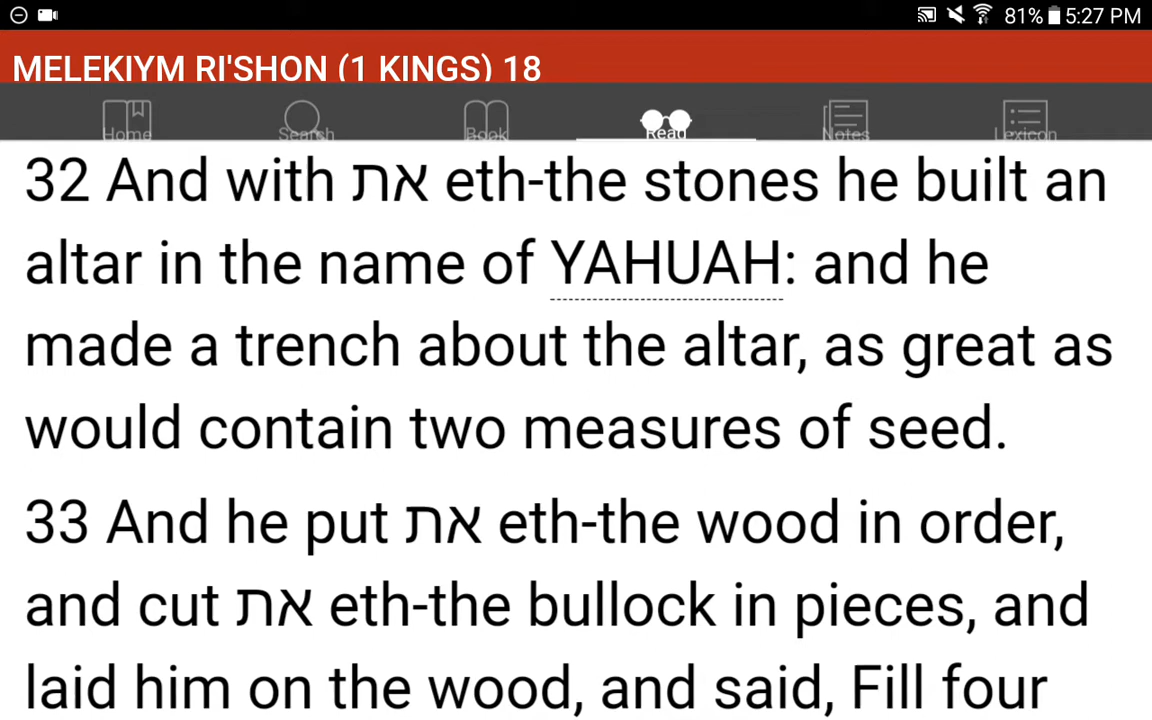 81% 5:27 PM
MELEKIYM RI'SHON (1 KINGS) 18
Home Search Book Read Notes Lexicon
32 And with את eth-the stones he built an
altar in the name of YAHUAH: and he
made a trench about the altar, as great as
would contain two measures of seed.
33 And he put את eth-the wood in order,
and cut את eth-the bullock in pieces, and
laid him on the wood, and said, Fill four